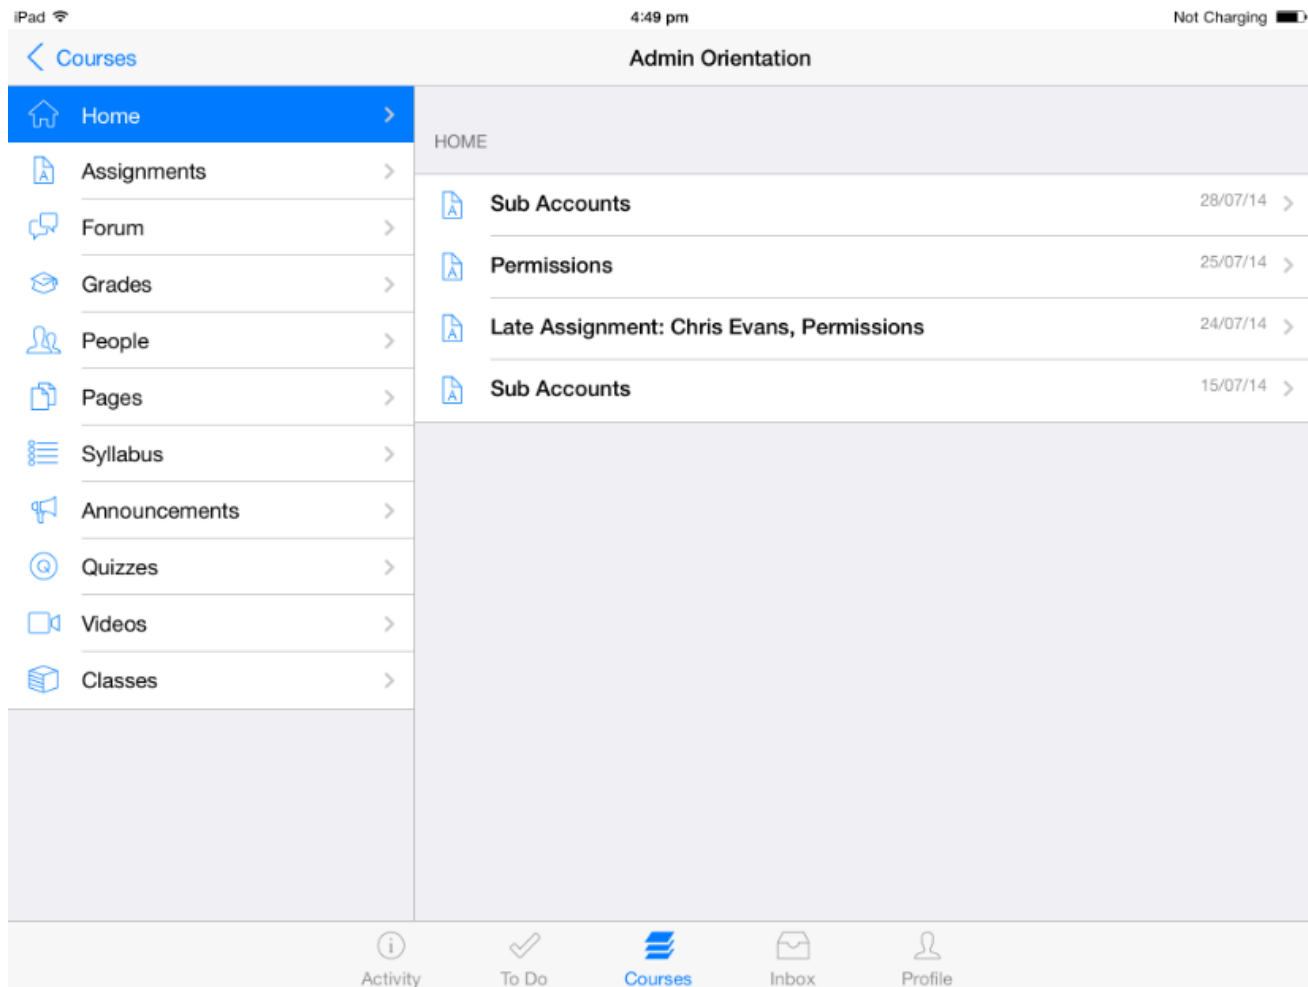 iPad 4:49 pm Not Charging
Courses Admin Orientation
Home
Assignments
Forum
Grades
People
Pages
Syllabus
Announcements
Quizzes
Videos
Classes
HOME
Sub Accounts 28/07/14
Permissions 25/07/14
Late Assignment: Chris Evans, Permissions 24/07/14
Sub Accounts 15/07/14
Activity To Do Courses Inbox Profile